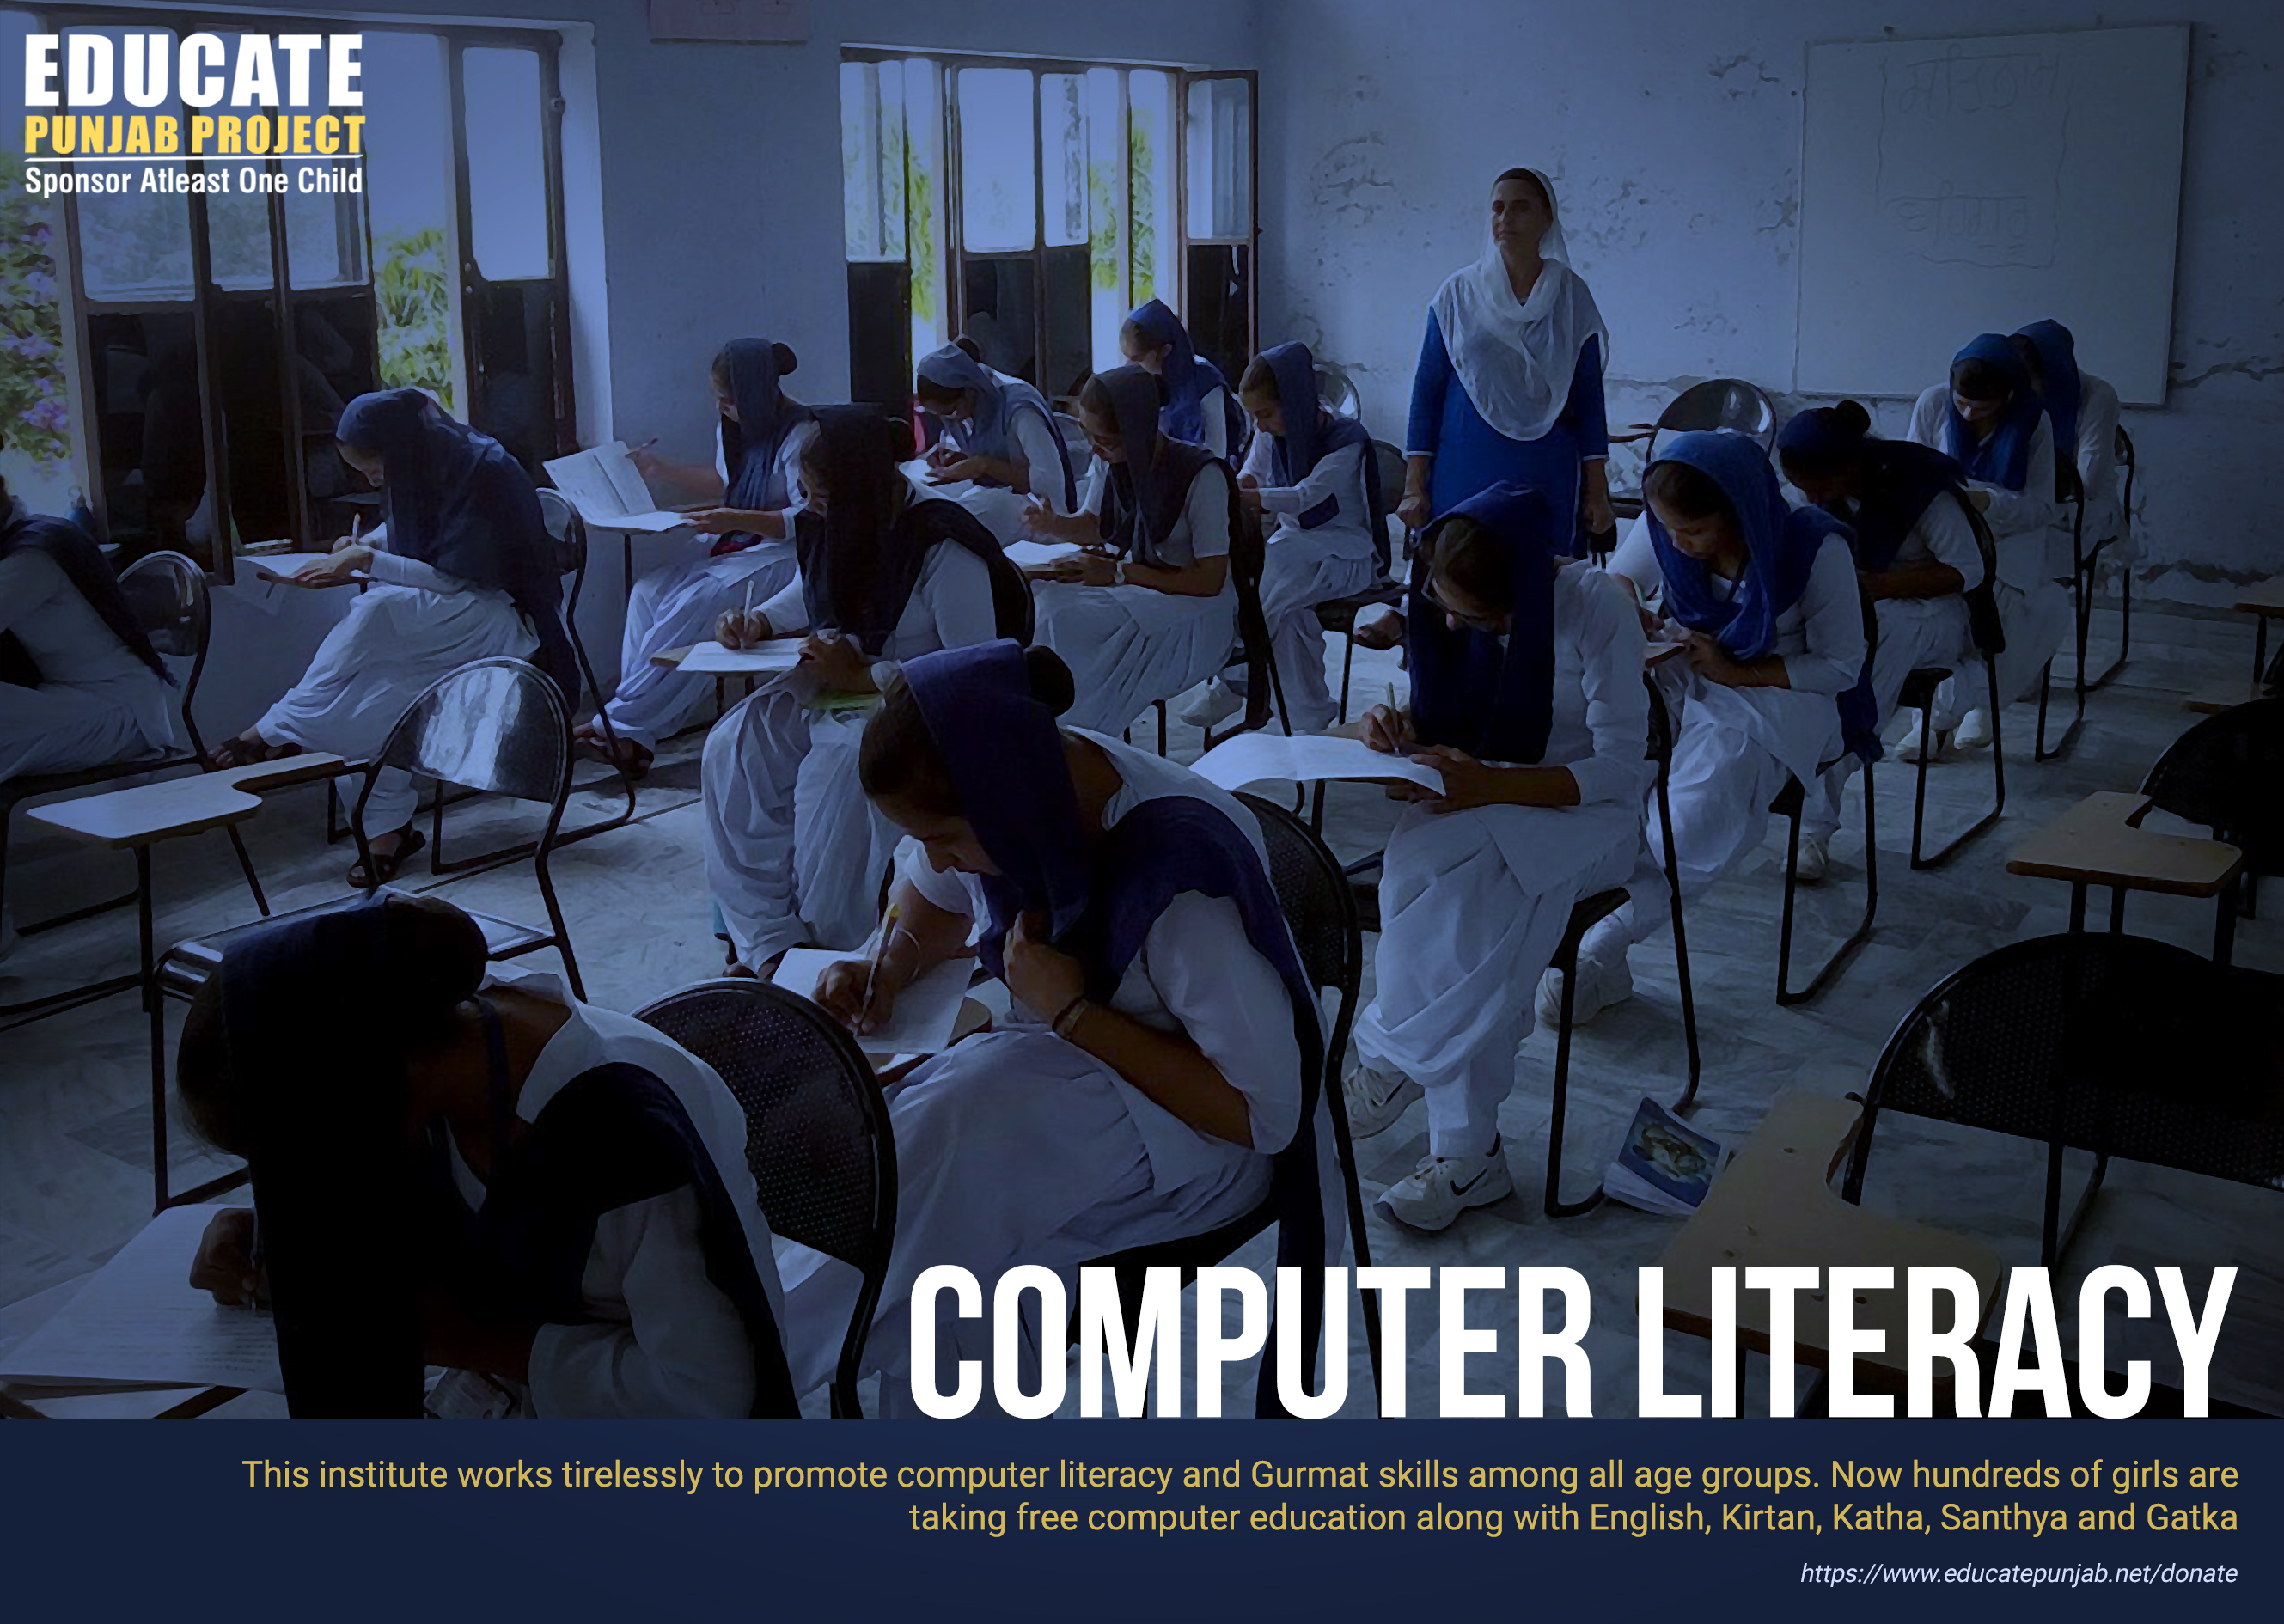 EDUCATE
PUNJAB PROJECT
Sponsor Atleast One Child
COMPUTER LITERACY
This institute works tirelessly to promote computer literacy and Gurmat skills among all age groups. Now hundreds of girls are
taking free computer education along with English, Kirtan, Katha, Santhya and Gatka
https://www.educatepunjab.net/donate